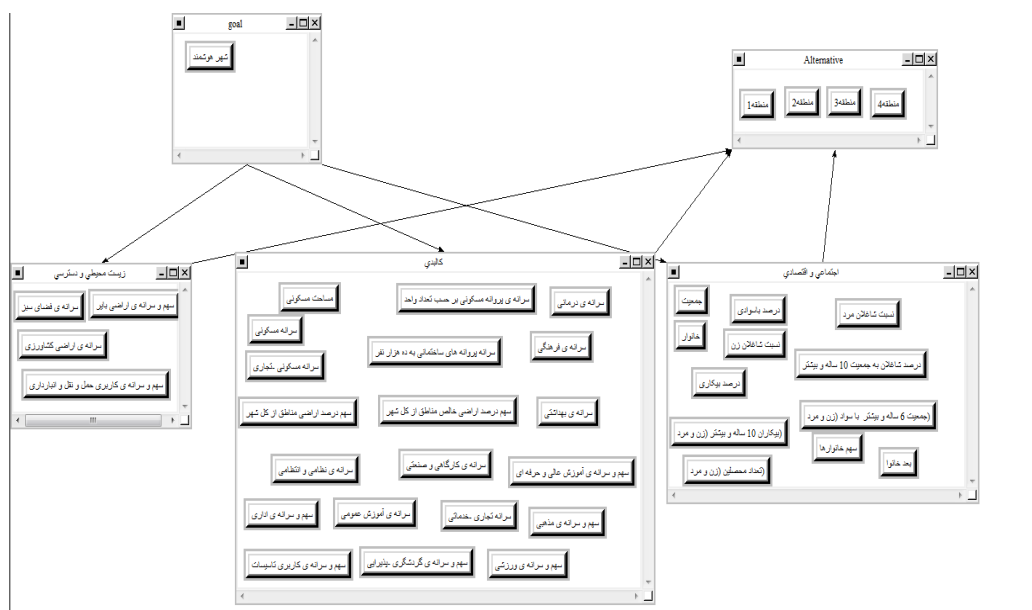 goal
شهر هوشمند
Alternative
منطقه1
منطقه2
منطقه3
منطقه4
زيست محيطي و دسترسي
سرانه ی فضای سبز
سهم و سرانه ی اراضی بایر
سرانه ی اراضی کشاورزی
سهم و سرانه ی کاربری حمل و نقل و انبارداری
كالبدي
مساحت مسکونی
سرانه ی پروانه مسکونی بر حسب تعداد واحد
سرانه ی درمانی
سرانه مسکونی
سرانه پروانه های ساختمانی به ده هزار نفر
سرانه ی فرهنگی
سرانه مسکونی ـتجاری
سهم درصد اراضی مناطق از کل شهر
سهم درصد اراضی خالص مناطق از کل شهر
سرانه ی بهداشتی
سرانه ی نظامی و انتظامی
سرانه ی کارگاهی و صنعتی
سهم و سرانه ی آموزش عالی و حرفه ای
سهم و سرانه ی اداری
سرانه ی آموزش عمومی
سرانه تجاری ـخدماتی
سهم و سرانه ی مذهبی
سهم و سرانه ی کاربری تاسیسات
سهم و سرانه ی گردشگری ـپذیرایی
سهم و سرانه ی ورزشی
اجتماعي و اقتصادي
جمعیت
درصد باسوادی
نسبت شاغلان مرد
خانوار
نسبت شاغلان زن
درصد شاغلان به جمعیت 10 ساله و بیشتر
درصد بیکاری
(جمعیت 6 ساله و بیشتر با سواد (زن و مرد
(بیکاران 10 ساله و بیشتر (زن و مرد
سهم خانوارها
بعد خانوا
(تعداد محصلین (زن و مرد